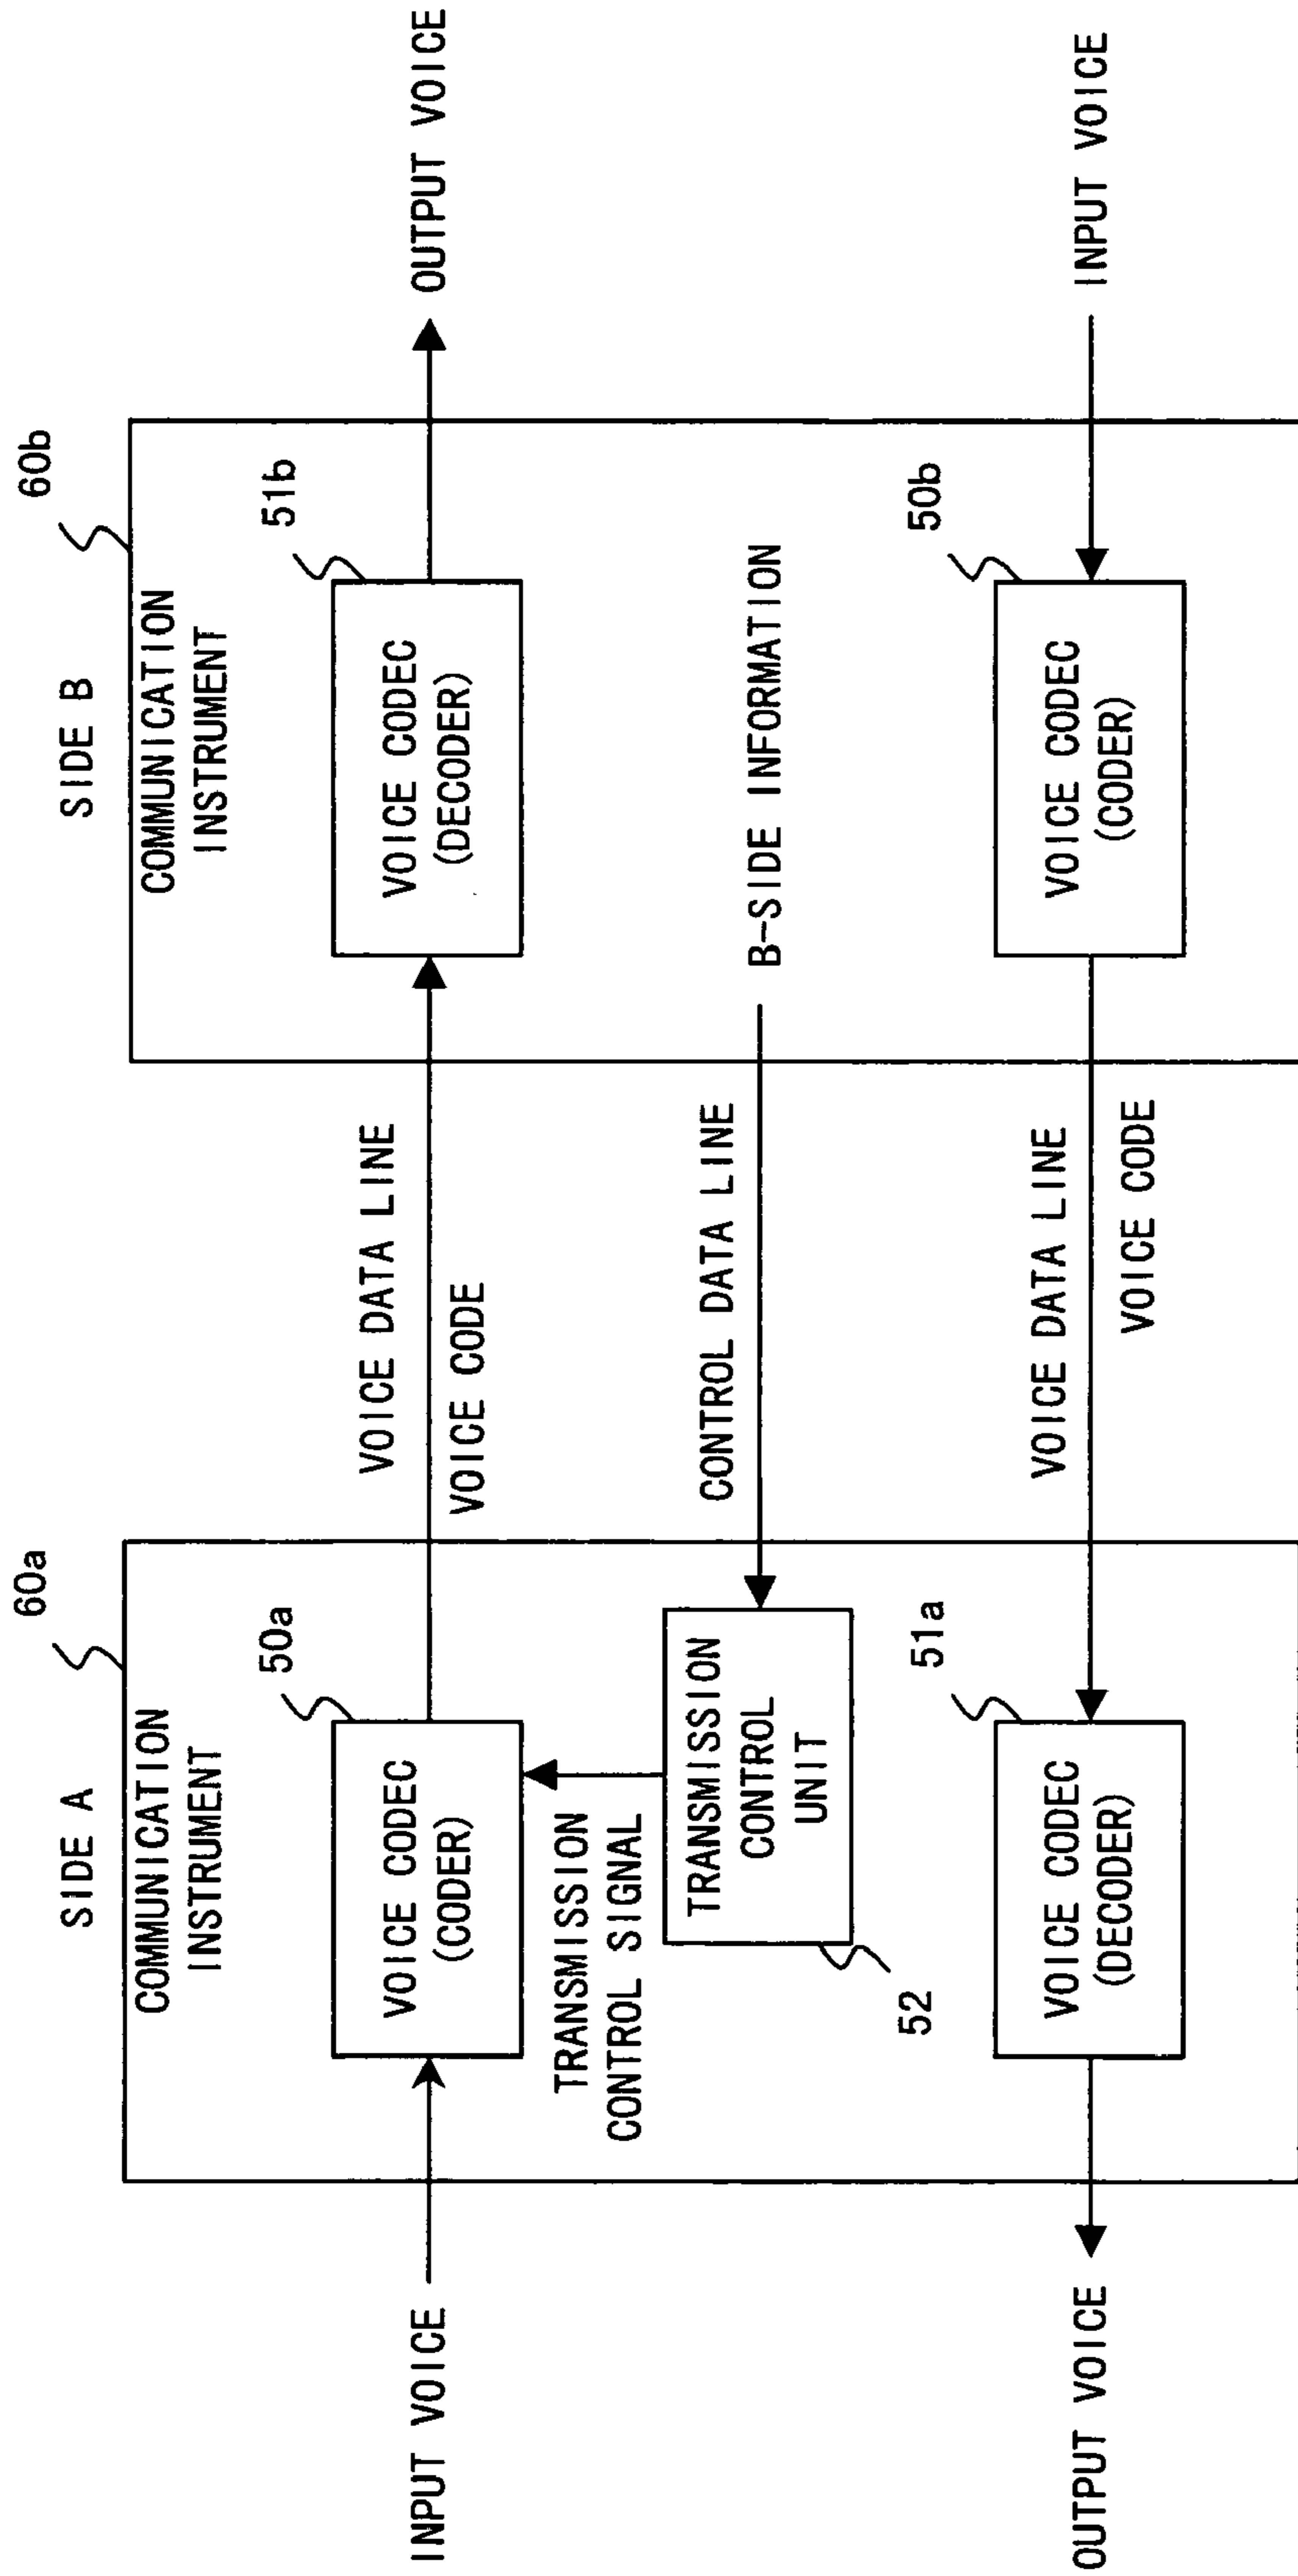 SIDE A
60a
COMMUNICATION
INSTRUMENT
INPUT VOICE
50a
VOICE CODEC
(CODER)
TRANSMISSION
CONTROL SIGNAL
TRANSMISSION
CONTROL
UNIT
52
51a
VOICE CODEC
(DECODER)
OUTPUT VOICE
VOICE DATA LINE
VOICE CODE
CONTROL DATA LINE
VOICE DATA LINE
VOICE CODE
SIDE B
60b
COMMUNICATION
INSTRUMENT
51b
VOICE CODEC
(DECODER)
OUTPUT VOICE
B-SIDE INFORMATION
50b
VOICE CODEC
(CODER)
INPUT VOICE